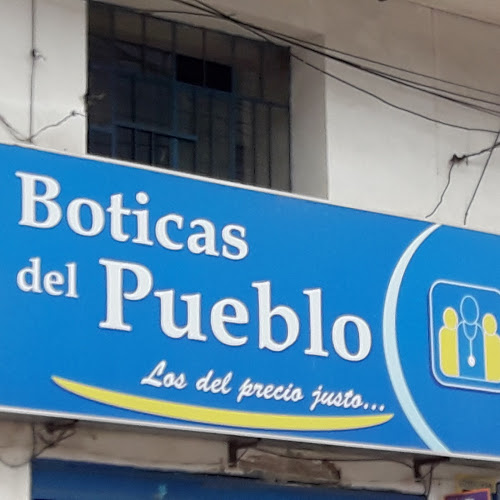 Boticas
del Pueblo
Los del precio justo...